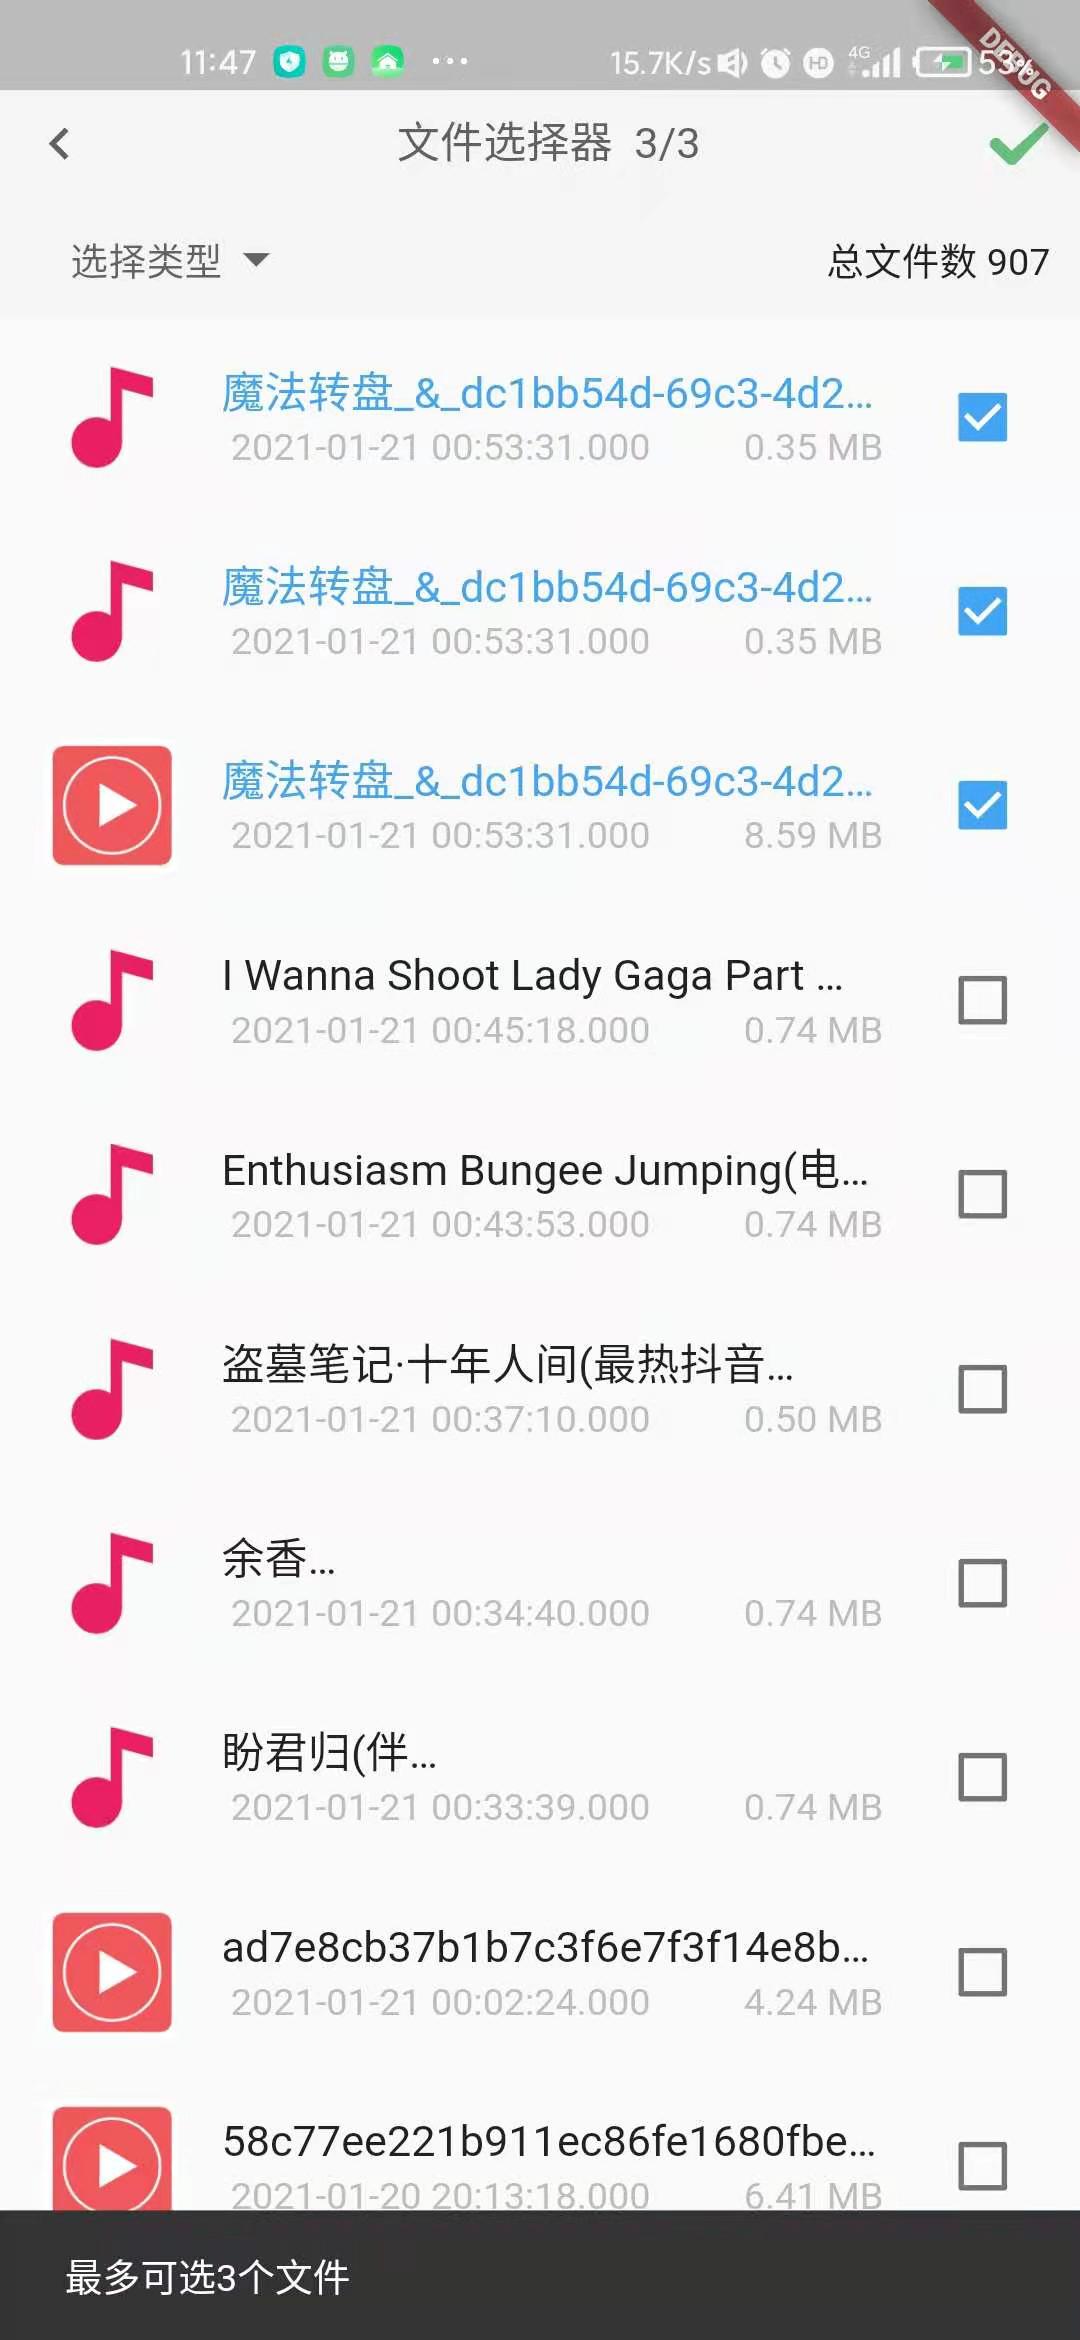 11:47
15.7K/s
HD
4G
DEBUG
文件选择器 3/3
选择类型
总文件数 907
魔法转盘_&_dc1bb54d-69c3-4d2...
2021-01-21 00:53:31.000 0.35 MB
魔法转盘_&_dc1bb54d-69c3-4d2...
2021-01-21 00:53:31.000 0.35 MB
魔法转盘_&_dc1bb54d-69c3-4d2...
2021-01-21 00:53:31.000 8.59 MB
I Wanna Shoot Lady Gaga Part ...
2021-01-21 00:45:18.000 0.74 MB
Enthusiasm Bungee Jumping(电...
2021-01-21 00:43:53.000 0.74 MB
盗墓笔记·十年人间(最热抖音...
2021-01-21 00:37:10.000 0.50 MB
余香...
2021-01-21 00:34:40.000 0.74 MB
盼君归(伴...
2021-01-21 00:33:39.000 0.74 MB
ad7e8cb37b1b7c3f6e7f3f14e8b...
2021-01-21 00:02:24.000 4.24 MB
58c77ee221b911ec86fe1680fbe...
2021-01-20 20:13:18.000 6.41 MB
最多可选3个文件